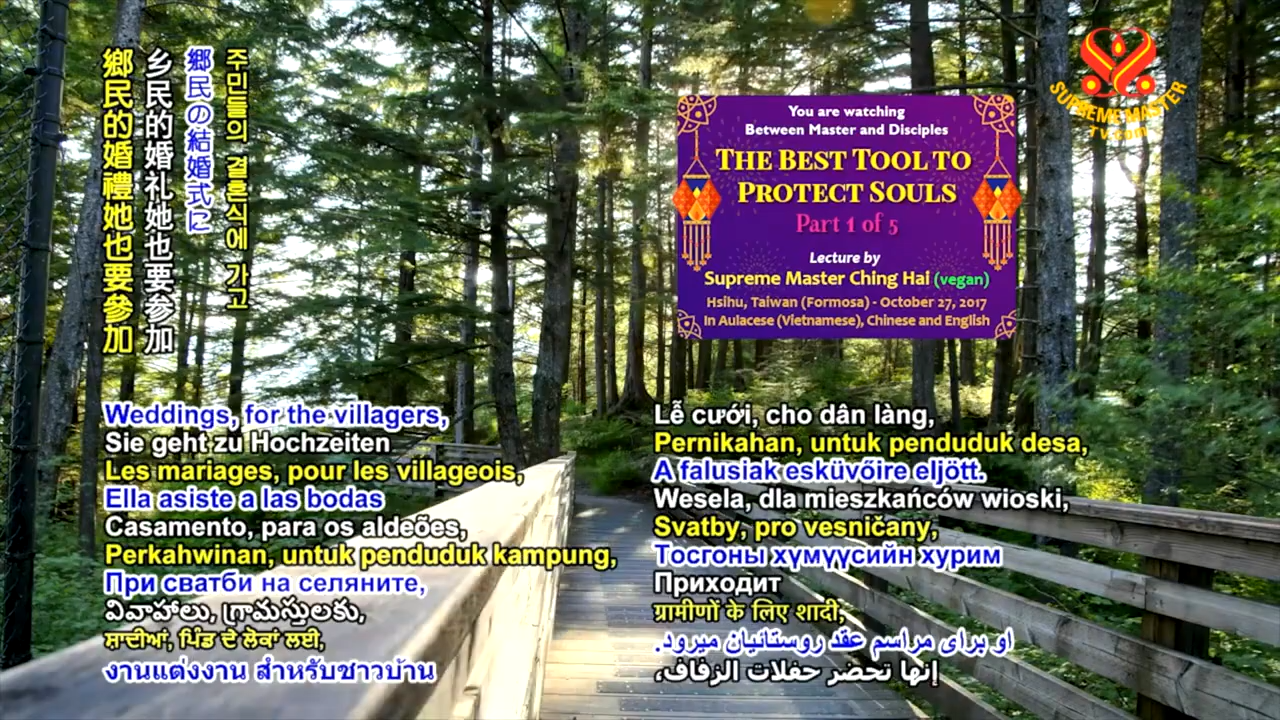 鄉民的婚禮她也要參加
乡民的婚礼她也要参加
郷民の結婚式に
주민들의 결혼식에 가고
SUPREME MASTER
TV.com
You are watching
Between Master and Disciples
THE BEST TOOL TO
PROTECT SOULS
Part 1 of 5
Lecture by
Supreme Master Ching Hai (vegan)
Hsihu, Taiwan (Formosa) - October 27, 2017
In Aulacese (Vietnamese), Chinese and English
Weddings, for the villagers,
Sie geht zu Hochzeiten
Les mariages, pour les villageois,
Ella asiste a las bodas
Casamento, para os aldeões,
Perkahwinan, untuk penduduk kampung,
При сватби на селяните,
వివాహాలు, గ్రామస్తులకు,
ਸ਼ਾਦੀਆਂ, ਪਿੰਡ ਦੇ ਲੋਕਾਂ ਲਈ,
งานแต่งงาน สำหรับชาวบ้าน
Lễ cưới, cho dân làng,
Pernikahan, untuk penduduk desa,
A falusiak esküvőire eljött.
Wesela, dla mieszkańców wioski,
Svatby, pro vesničany,
Тосгоны хүмүүсийн хурим
Приходит
ग्रामीणों के लिए शादी,
او برای مراسم عقد روستائیان میرود.
إنها تحضر حفلات الزفاف،